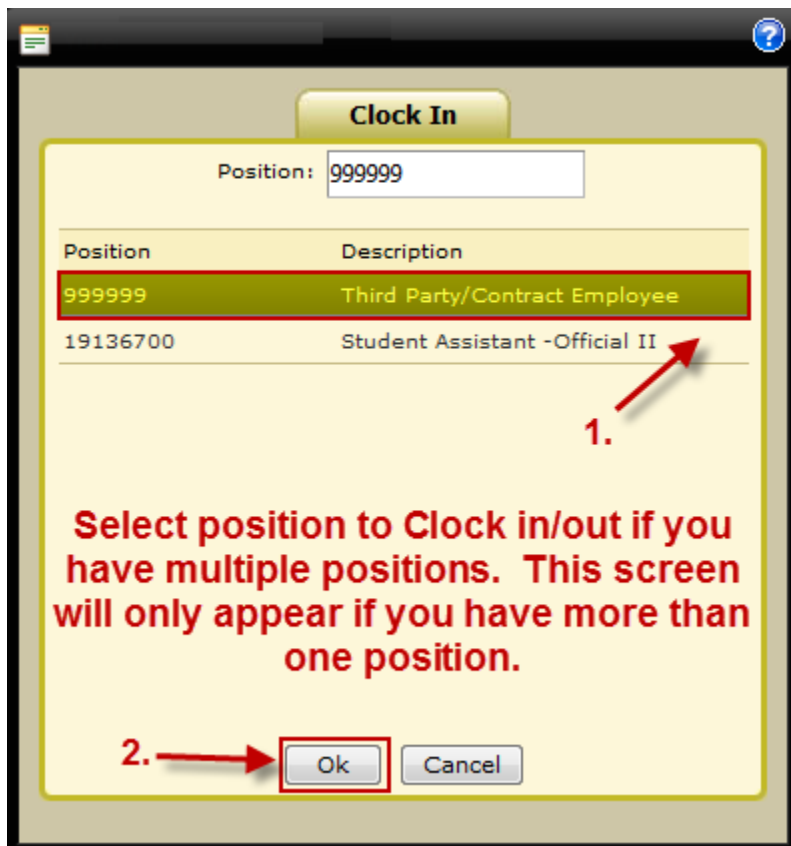 ?
Clock In
Position: 999999
Position Description
999999 Third Party/Contract Employee
19136700 Student Assistant -Official II
1.
Select position to Clock in/out if you
have multiple positions. This screen
will only appear if you have more than
one position.
2. Ok Cancel